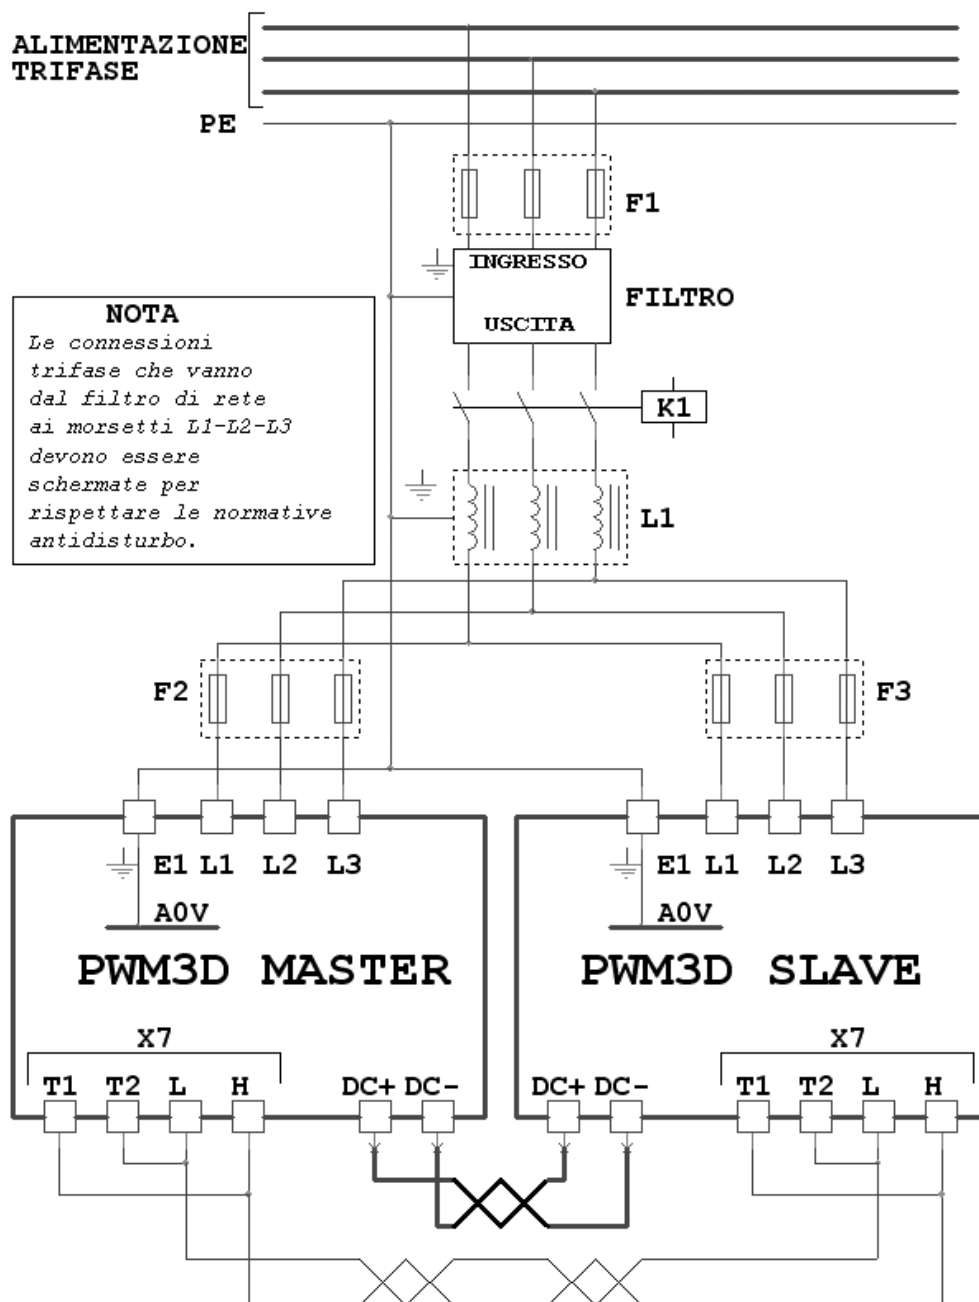 ALIMENTAZIONE
TRIFASE
PE
F1
INGRESSO
FILTRO
USCITA
NOTA
Le connessioni
trifase che vanno
dal filtro di rete
ai morsetti L1-L2-L3
devono essere
schermate per
rispettare le normative
antidisturbo.
K1
L1
F2
F3
E1 L1 L2 L3
E1 L1 L2 L3
A0V
A0V
PWM3D MASTER
PWM3D SLAVE
X7
X7
T1 T2 L H DC+ DC-
DC+ DC- T1 T2 L H